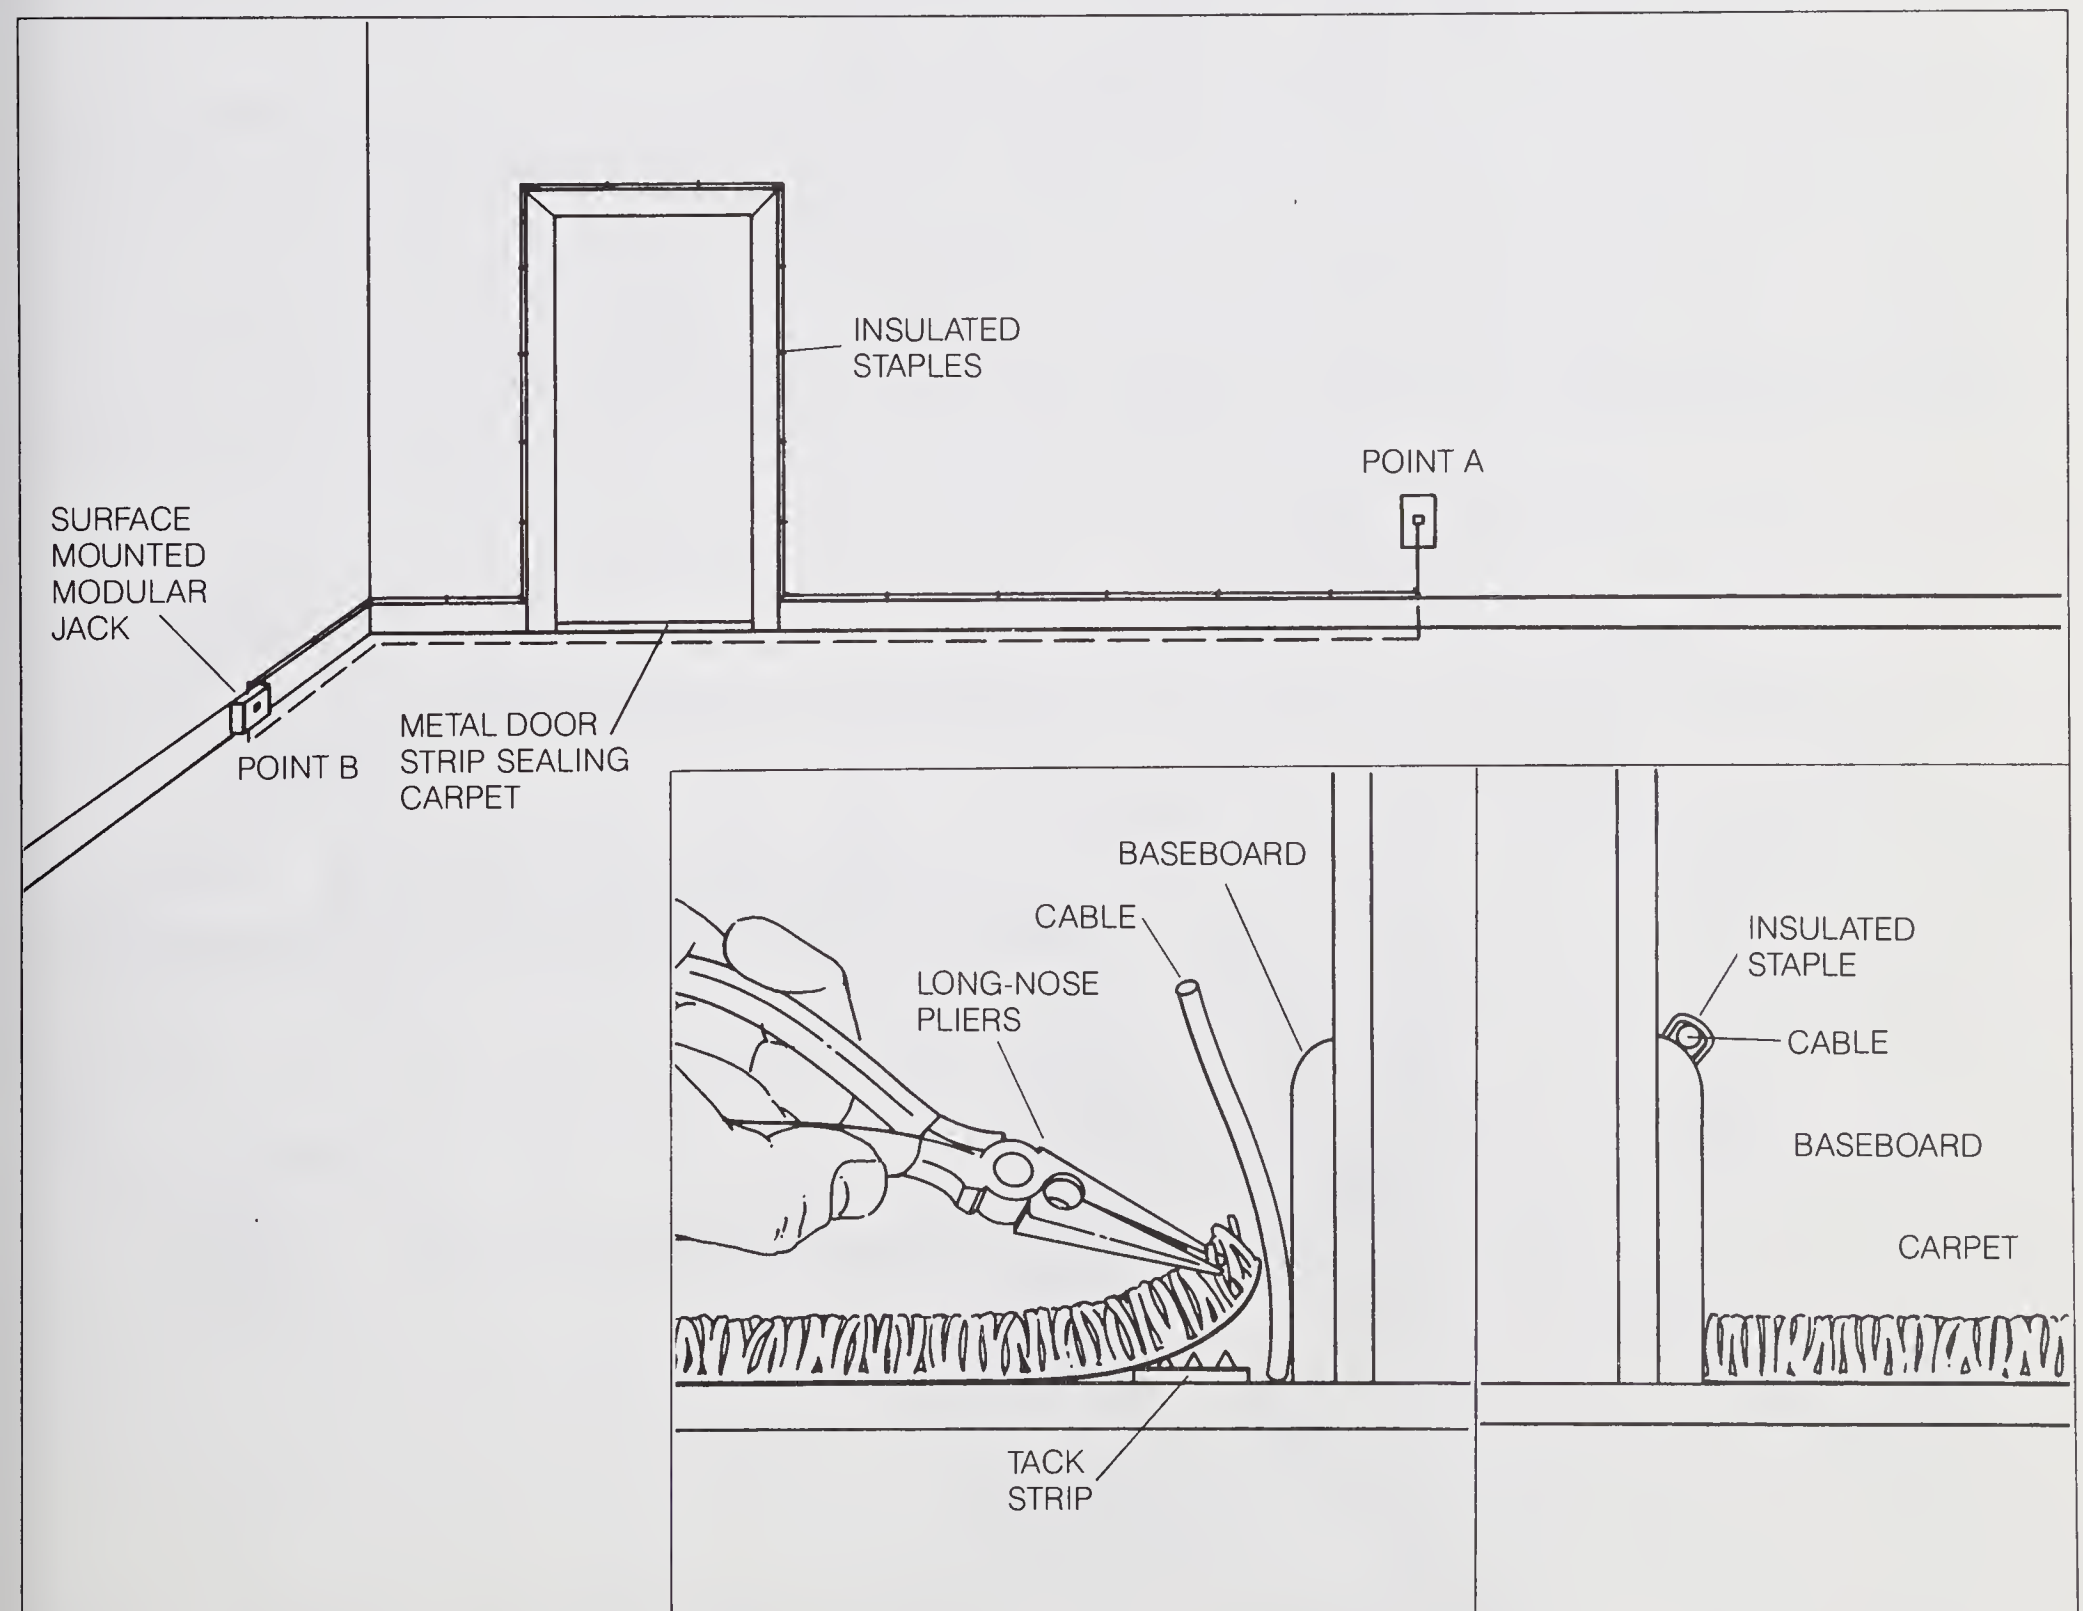 INSULATED
STAPLES
POINT A
SURFACE
MOUNTED
MODULAR
JACK
POINT B
METAL DOOR
STRIP SEALING
CARPET
BASEBOARD
CABLE
LONG-NOSE
PLIERS
TACK
STRIP
INSULATED
STAPLE
CABLE
BASEBOARD
CARPET